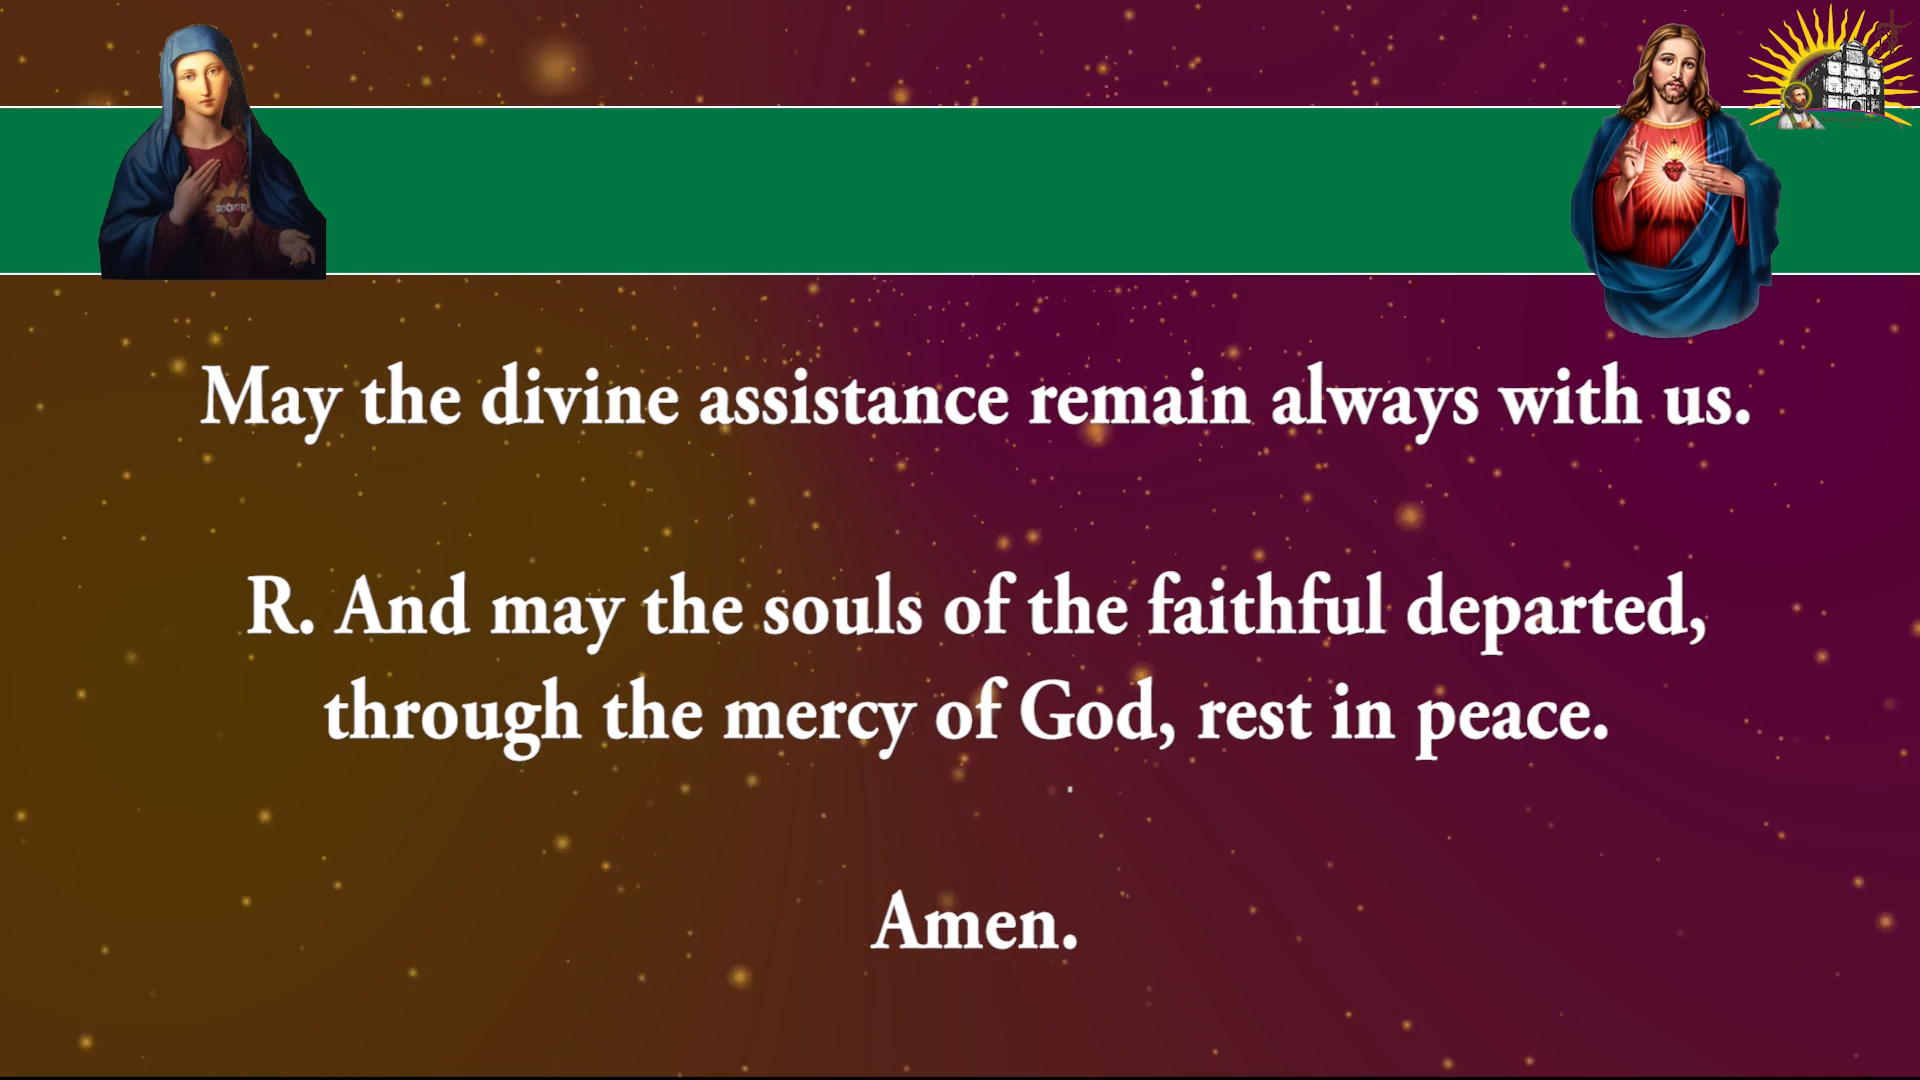 May the divine assistance remain always with us.
R. And may the souls of the faithful departed,
through the mercy of God, rest in peace.
Amen.